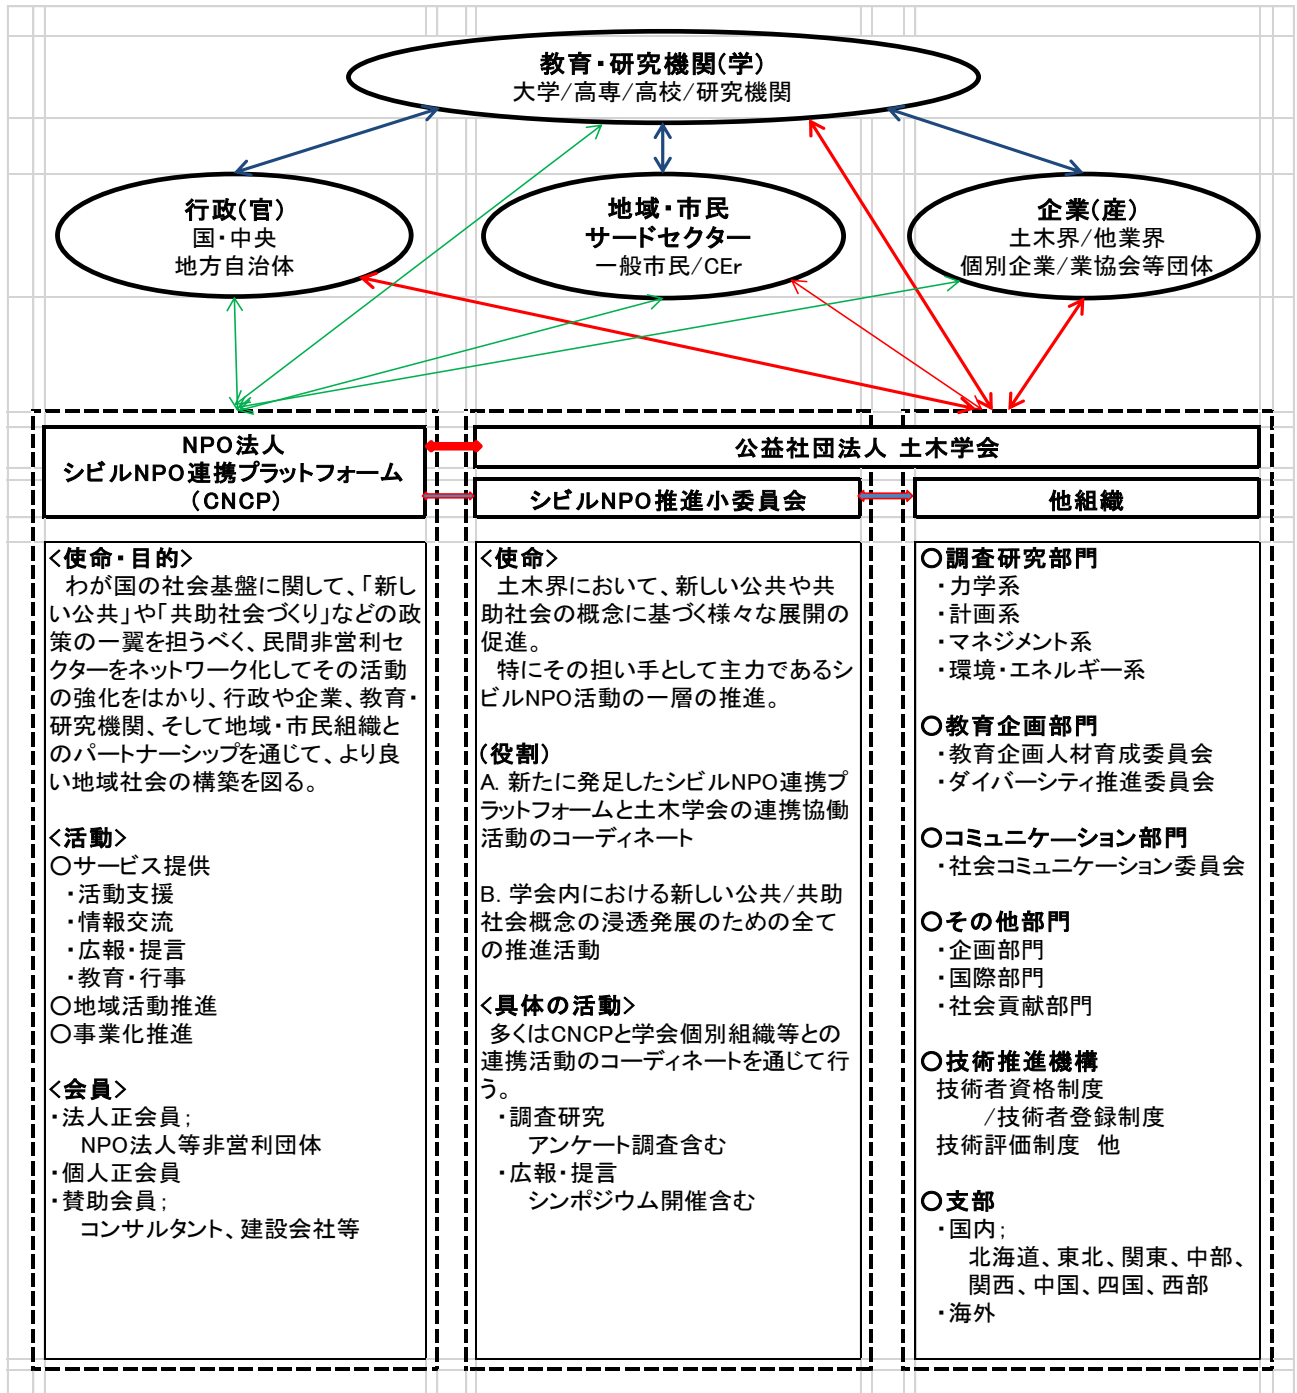 教育・研究機関(学)
大学/高専/高校/研究機関
行政(官)
国・中央
地方自治体
地域・市民
サードセクター
一般市民/CEr
企業(産)
土木界/他業界
個別企業/業協会等団体
NPO法人
シビルNPO連携プラットフォーム
(CNCP)
公益社団法人 土木学会
シビルNPO推進小委員会
他組織
<使命・目的>
わが国の社会基盤に関して、「新し
い公共」や「共助社会づくり」などの政
策の一翼を担うべく、民間非営利セ
クターをネットワーク化してその活動
の強化をはかり、行政や企業、教育・
研究機関、そして地域・市民組織と
のパートナーシップを通じて、より良
い地域社会の構築を図る。
<活動>
○サービス提供
・活動支援
・情報交流
・広報・提言
・教育・行事
○地域活動推進
○事業化推進
<会員>
・法人正会員;
NPO法人等非営利団体
・個人正会員
・賛助会員;
コンサルタント、建設会社等
<使命>
土木界において、新しい公共や共
助社会の概念に基づく様々な展開の
促進。
特にその担い手として主力であるシ
ビルNPO活動の一層の推進。
(役割)
A. 新たに発足したシビルNPO連携プ
ラットフォームと土木学会の連携協働
活動のコーディネート
B. 学会内における新しい公共/共助
社会概念の浸透発展のための全て
の推進活動
<具体の活動>
多くはCNCPと学会個別組織等との
連携活動のコーディネートを通じて行
う。
・調査研究
アンケート調査含む
・広報・提言
シンポジウム開催含む
○調査研究部門
・力学系
・計画系
・マネジメント系
・環境・エネルギー系
○教育企画部門
・教育企画人材育成委員会
・ダイバーシティ推進委員会
○コミュニケーション部門
・社会コミュニケーション委員会
○その他部門
・企画部門
・国際部門
・社会貢献部門
○技術推進機構
技術者資格制度
/技術者登録制度
技術評価制度 他
○支部
・国内;
北海道、東北、関東、中部、
関西、中国、四国、西部
・海外